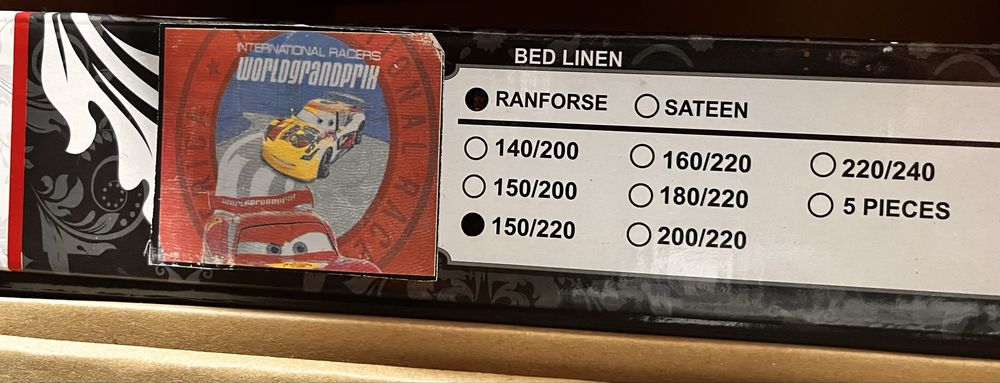 INTERNATIONAL RACERS
WORLDGRANDPRIX
WORLDGRANDPRIX
BED LINEN
RANFORSE SATEEN
140/200 160/220 220/240
150/200 180/220 5 PIECES
150/220 200/220